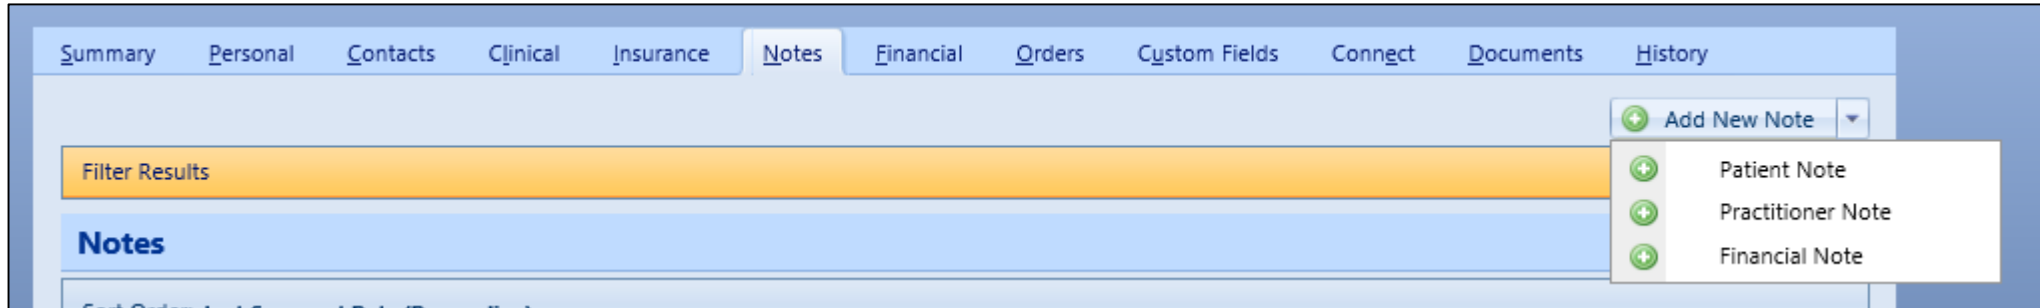 Summary Personal Contacts Clinical Insurance Notes Financial Orders Custom Fields Connect Documents History
Add New Note
Filter Results
Patient Note
Practitioner Note
Notes
Financial Note